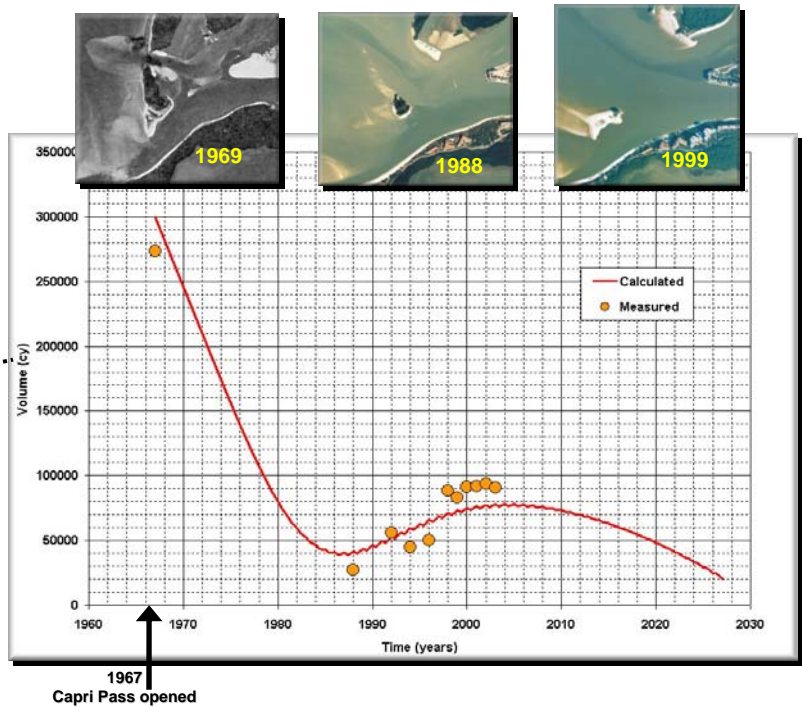 1969
1988
1999
350000
300000
250000
200000
150000
100000
50000
0
Volume (cy)
Calculated
Measured
1960 1970 1980 1990 2000 2010 2020 2030
Time (years)
1967
Capri Pass opened